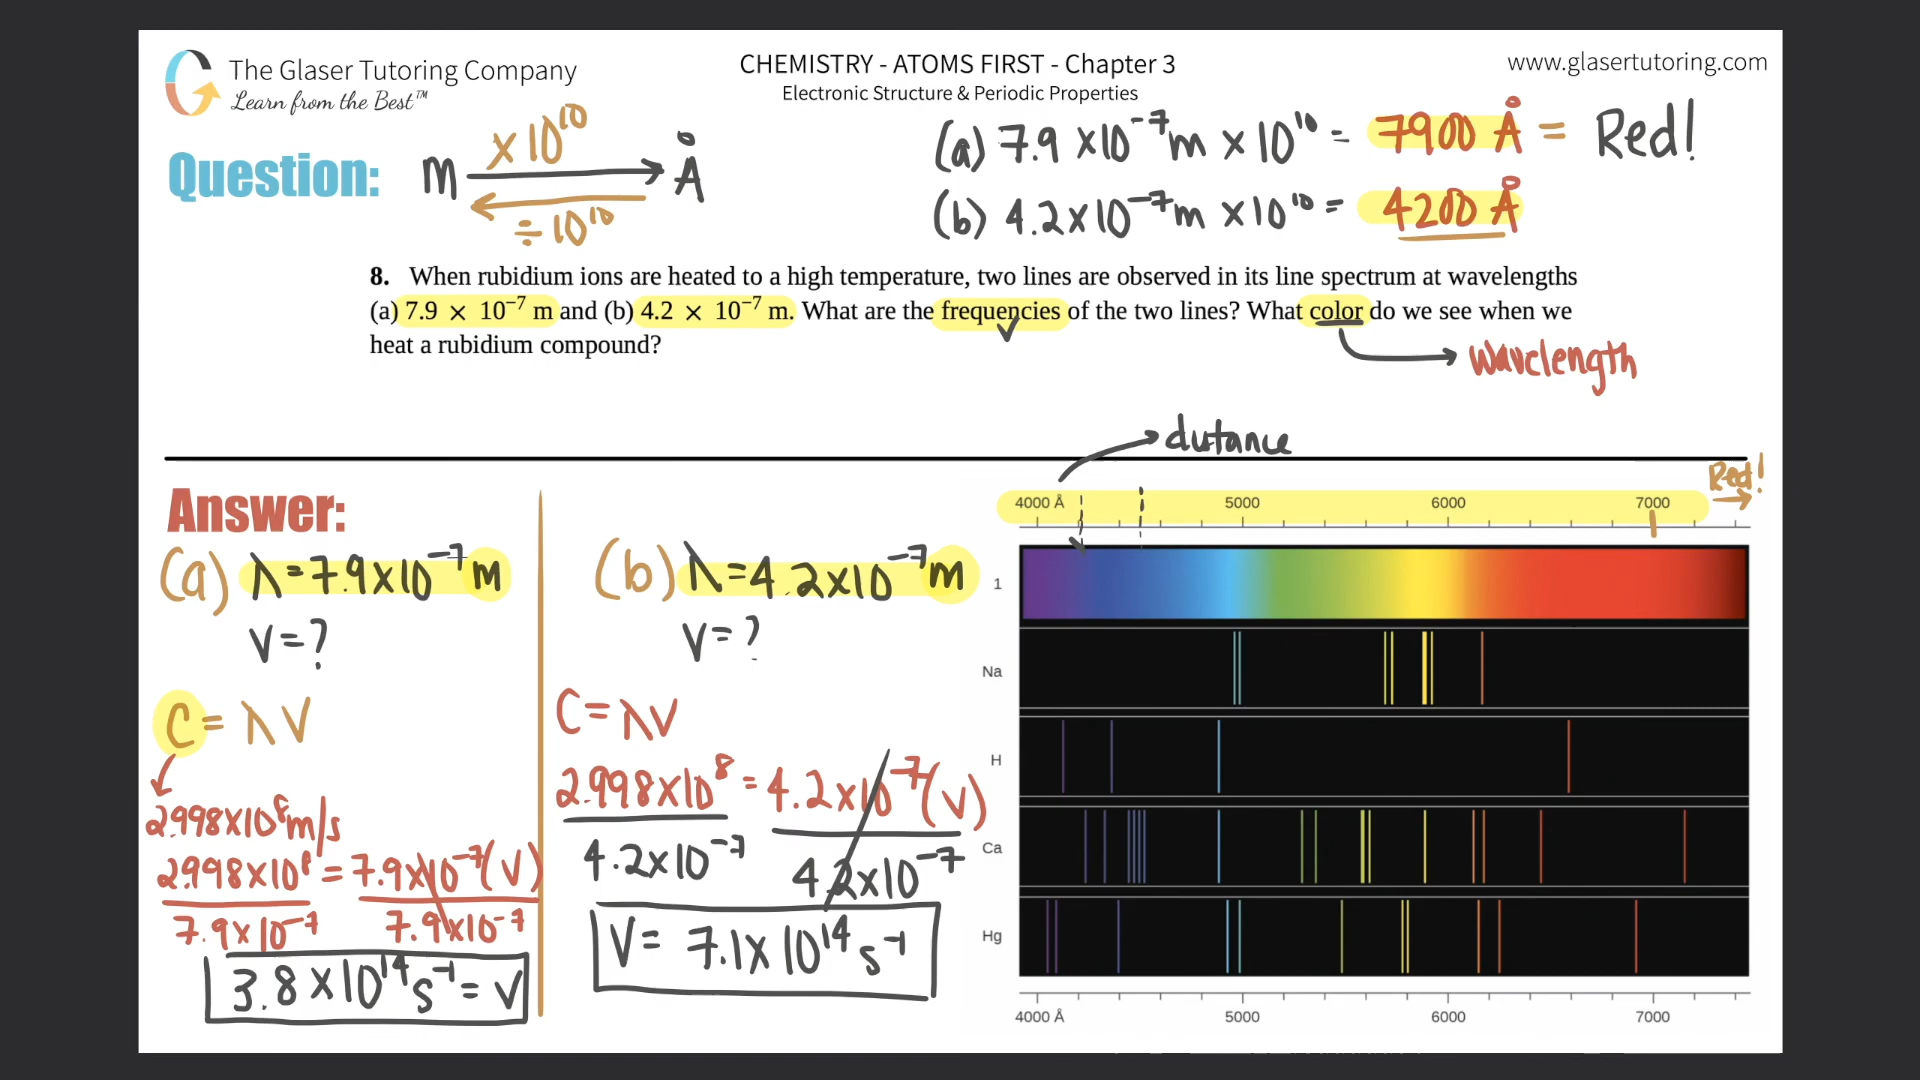 The Glaser Tutoring Company
Learn from the Best™
CHEMISTRY - ATOMS FIRST - Chapter 3
Electronic Structure & Periodic Properties
www.glasertutoring.com
Question:
m ×10¹⁰ Å
÷10¹⁰
(a) 7.9 ×10⁻⁷m ×10¹⁰ = 7900 Å = Red!
(b) 4.2×10⁻⁷m ×10¹⁰ = 4200 Å
8. When rubidium ions are heated to a high temperature, two lines are observed in its line spectrum at wavelengths
(a) 7.9 × 10⁻⁷ m and (b) 4.2 × 10⁻⁷ m. What are the frequencies of the two lines? What color do we see when we
heat a rubidium compound?
wavelength
distance
Answer:
(a) λ=7.9×10⁻⁷m
ν=?
C=λν
2.998×10⁸m/s
2.998×10⁸ = 7.9×10⁻⁷(ν)
7.9×10⁻⁷ 7.9×10⁻⁷
3.8×10¹⁴s⁻¹=ν
(b) λ=4.2×10⁻⁷m
ν=?
C=λν
2.998×10⁸ = 4.2×10⁻⁷(ν)
4.2×10⁻⁷ 4.2×10⁻⁷
ν= 7.1×10¹⁴s⁻¹
Red!
4000 Å 5000 6000 7000
1
Na
H
Ca
Hg
4000 Å 5000 6000 7000